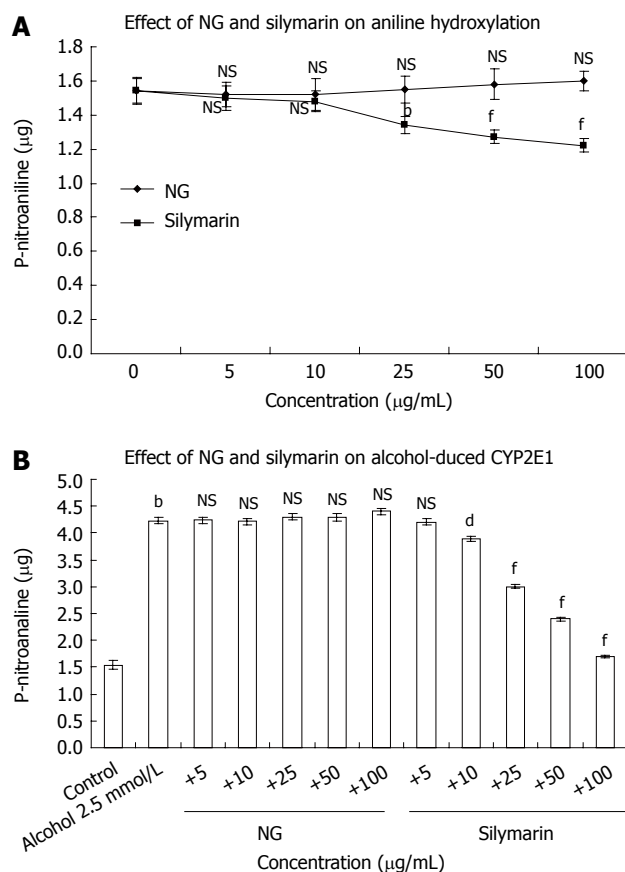 A
Effect of NG and silymarin on aniline hydroxylation
P-nitroaniline (μg)
1.8
1.6
1.4
1.2
1.0
0.8
0.6
0.4
0.2
0.0
NS NS NS NS NS
NS NS b f f
NG
Silymarin
0 5 10 25 50 100
Concentration (μg/mL)
B
Effect of NG and silymarin on alcohol-duced CYP2E1
P-nitroanaline (μg)
5.0
4.5
4.0
3.5
3.0
2.5
2.0
1.5
1.0
0.5
0.0
b NS NS NS NS NS NS d f f f
Control Alcohol 2.5 mmol/L +5 +10 +25 +50 +100 +5 +10 +25 +50 +100
NG Silymarin
Concentration (μg/mL)